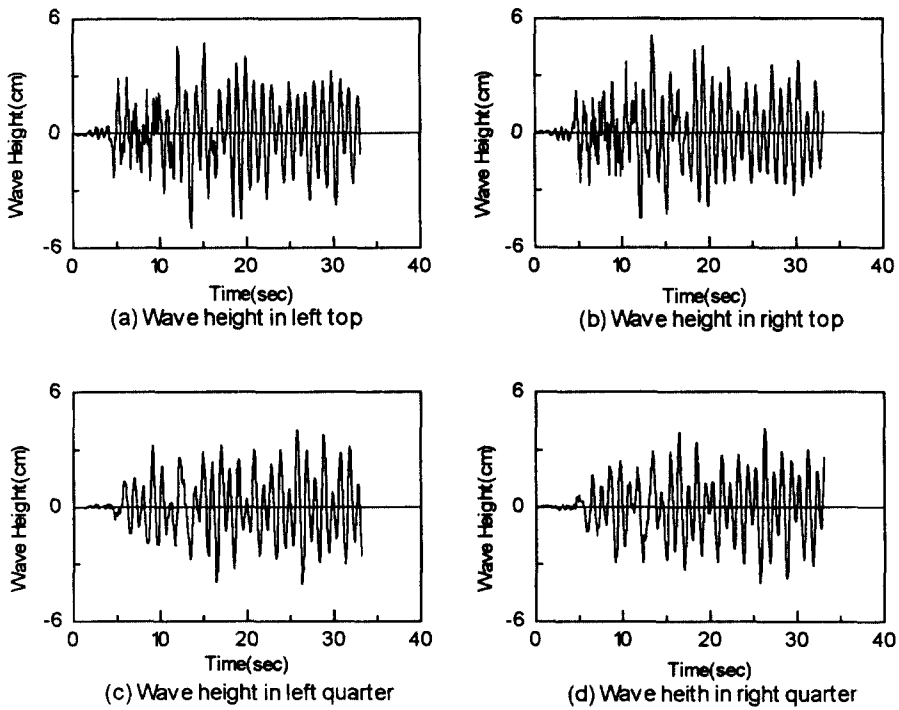 6
Wave Height(cm)
0
-6
0 10 20 30 40
Time(sec)
(a) Wave height in left top
6
Wave Height(cm)
0
-6
0 10 20 30 40
Time(sec)
(b) Wave height in right top
6
Wave Height(cm)
0
-6
0 10 20 30 40
Time(sec)
(c) Wave height in left quarter
6
Wave Height(cm)
0
-6
0 10 20 30 40
Time(sec)
(d) Wave heith in right quarter